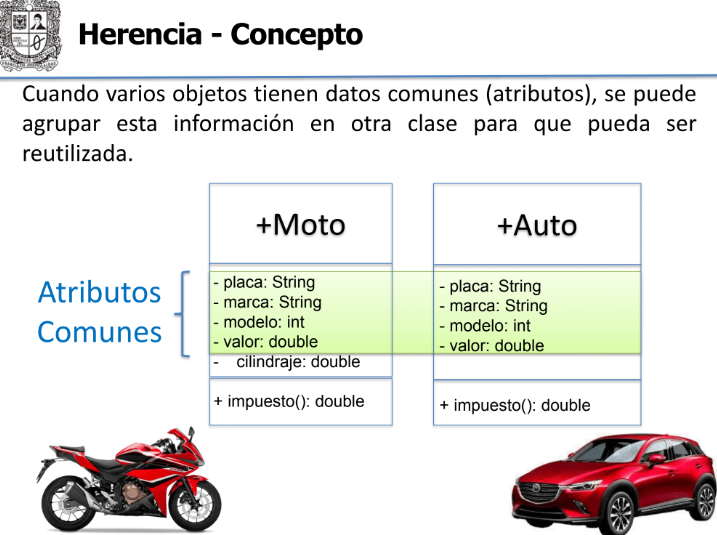 Herencia - Concepto
Cuando varios objetos tienen datos comunes (atributos), se puede
agrupar esta información en otra clase para que pueda ser
reutilizada.
+Moto
+Auto
Atributos
Comunes
- placa: String
- marca: String
- modelo: int
- valor: double
- cilindraje: double
+ impuesto(): double
- placa: String
- marca: String
- modelo: int
- valor: double
+ impuesto(): double